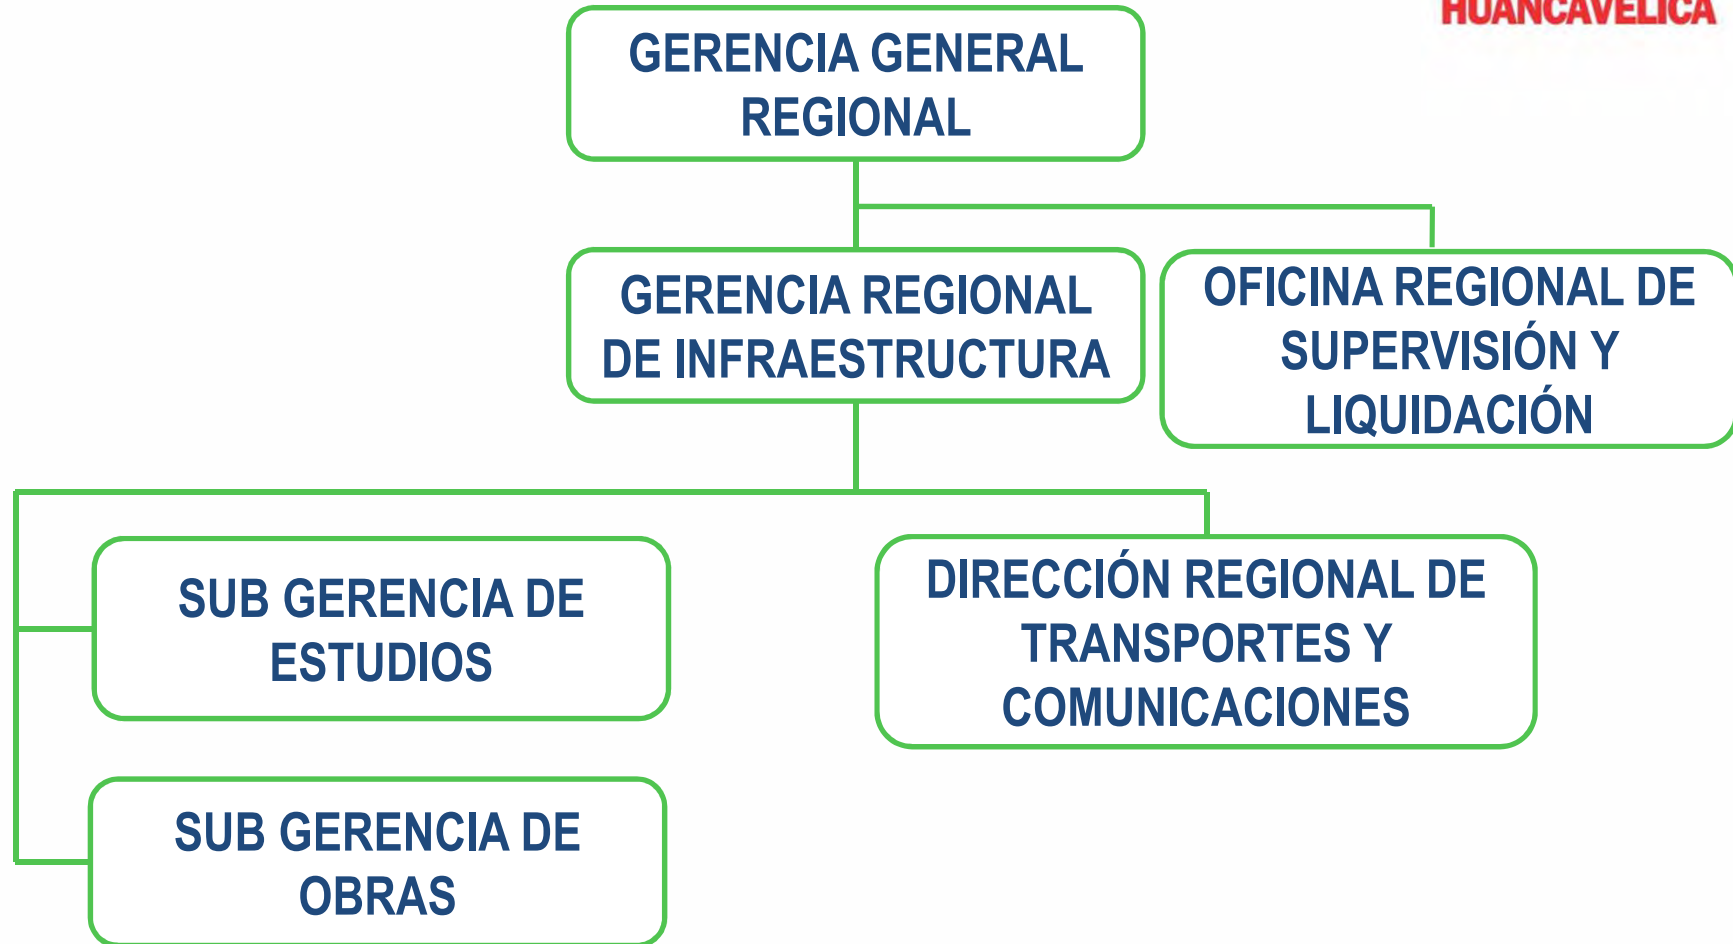 HUANCAVELICA
GERENCIA GENERAL
REGIONAL
GERENCIA REGIONAL
DE INFRAESTRUCTURA
OFICINA REGIONAL DE
SUPERVISIÓN Y
LIQUIDACIÓN
SUB GERENCIA DE
ESTUDIOS
DIRECCIÓN REGIONAL DE
TRANSPORTES Y
COMUNICACIONES
SUB GERENCIA DE
OBRAS